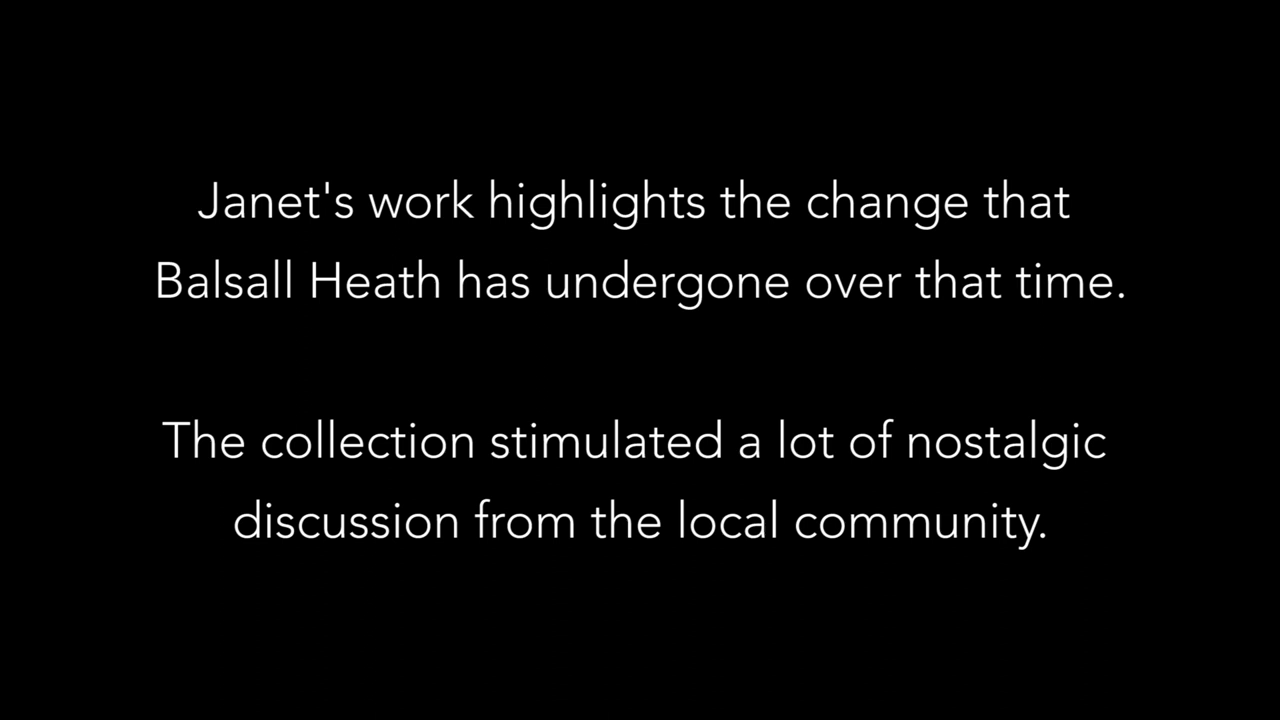 Janet's work highlights the change that
Balsall Heath has undergone over that time.
The collection stimulated a lot of nostalgic
discussion from the local community.